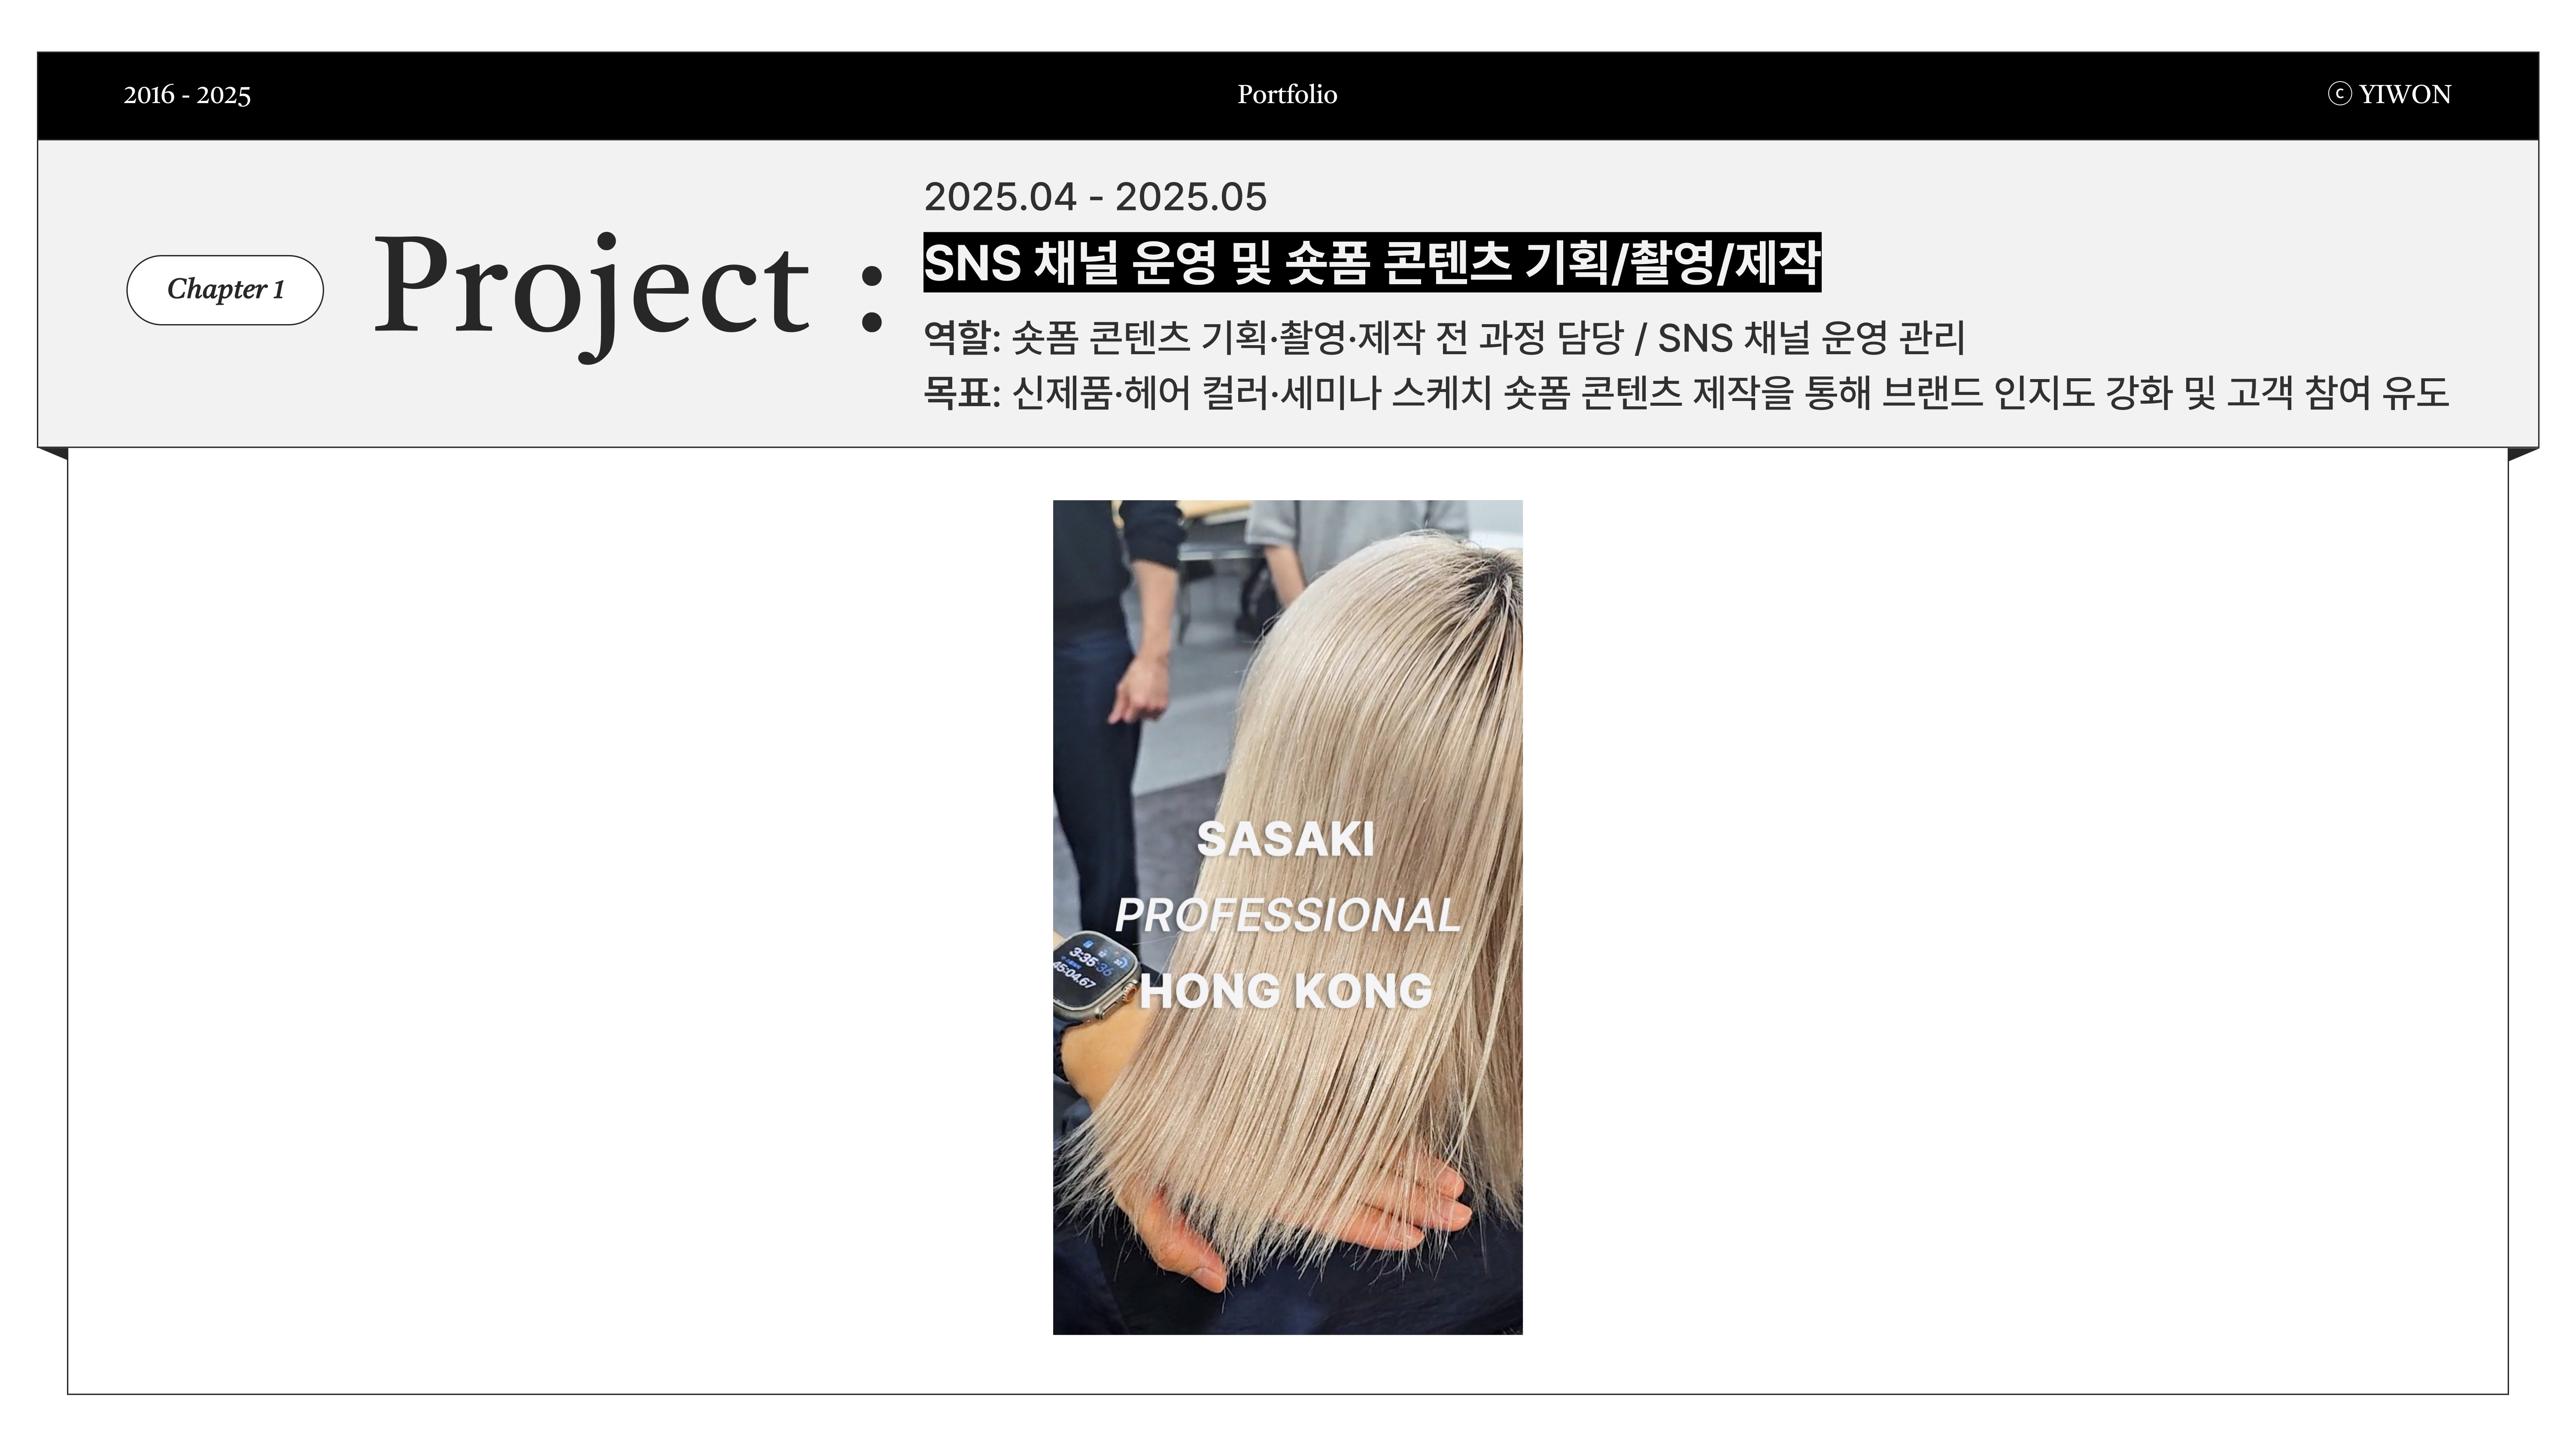 2016 - 2025
Portfolio
ⓒ YIWON
Chapter 1
Project :
2025.04 - 2025.05
SNS 채널 운영 및 숏폼 콘텐츠 기획/촬영/제작
역할: 숏폼 콘텐츠 기획·촬영·제작 전 과정 담당 / SNS 채널 운영 관리
목표: 신제품·헤어 컬러·세미나 스케치 숏폼 콘텐츠 제작을 통해 브랜드 인지도 강화 및 고객 참여 유도
SASAKI
PROFESSIONAL
HONG KONG
3:35:36
45:04.67